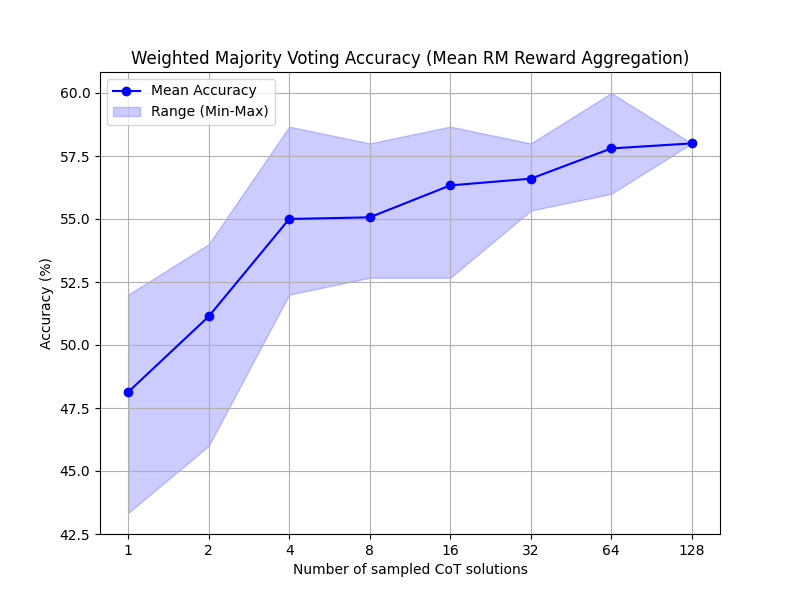 Weighted Majority Voting Accuracy (Mean RM Reward Aggregation)
Mean Accuracy
Range (Min-Max)
60.0
57.5
55.0
52.5
50.0
47.5
45.0
42.5
Accuracy (%)
1 2 4 8 16 32 64 128
Number of sampled CoT solutions